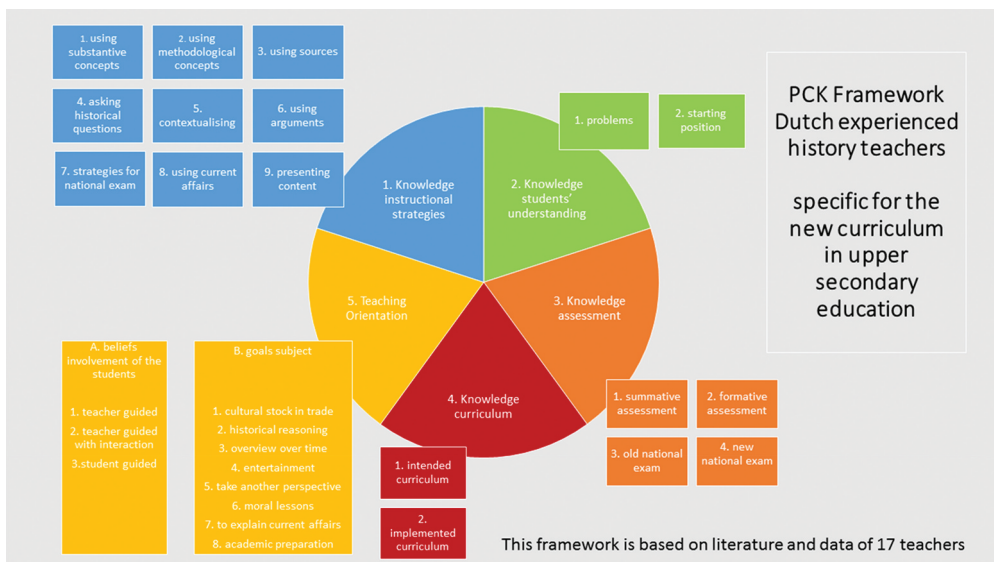 1. using
substantive
concepts
2. using
methodological
concepts
3. using sources
4. asking
historical
questions
5.
contextualising
6. using
arguments
7. strategies for
national exam
8. using current
affairs
9. presenting
content
1. Knowledge
instructional
strategies
2. Knowledge
students'
understanding
1. problems
2. starting
position
PCK Framework
Dutch experienced
history teachers
specific for the
new curriculum
in upper
secondary
education
3. Knowledge
assessment
1. summative
assessment
2. formative
assessment
3. old national
exam
4. new
national exam
4. Knowledge
curriculum
1. intended
curriculum
2.
implemented
curriculum
5. Teaching
Orientation
A. beliefs
involvement of the
students
1. teacher guided
2. teacher guided
with interaction
3.student guided
B. goals subject
1. cultural stock in trade
2. historical reasoning
3. overview over time
4. entertainment
5. take another perspective
6. moral lessons
7. to explain current affairs
8. academic preparation
This framework is based on literature and data of 17 teachers